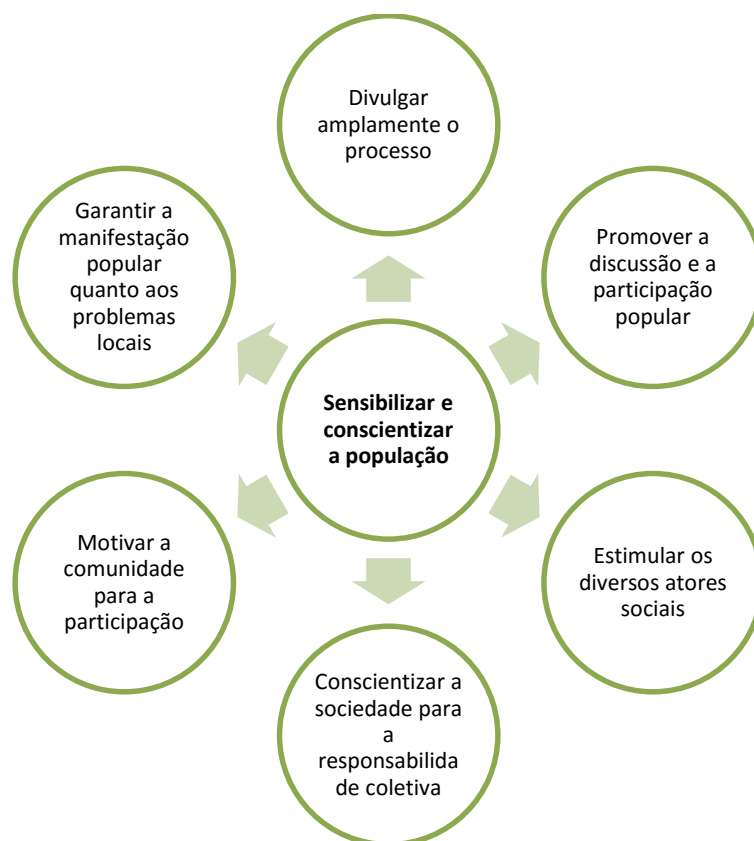 Divulgar
amplamente o
processo
Garantir a
manifestação
popular
quanto aos
problemas
locais
Promover a
discussão e a
participação
popular
Sensibilizar e
conscientizar
a população
Motivar a
comunidade
para a
participação
Estimular os
diversos atores
sociais
Conscientizar a
sociedade para
a
responsabilida
de coletiva